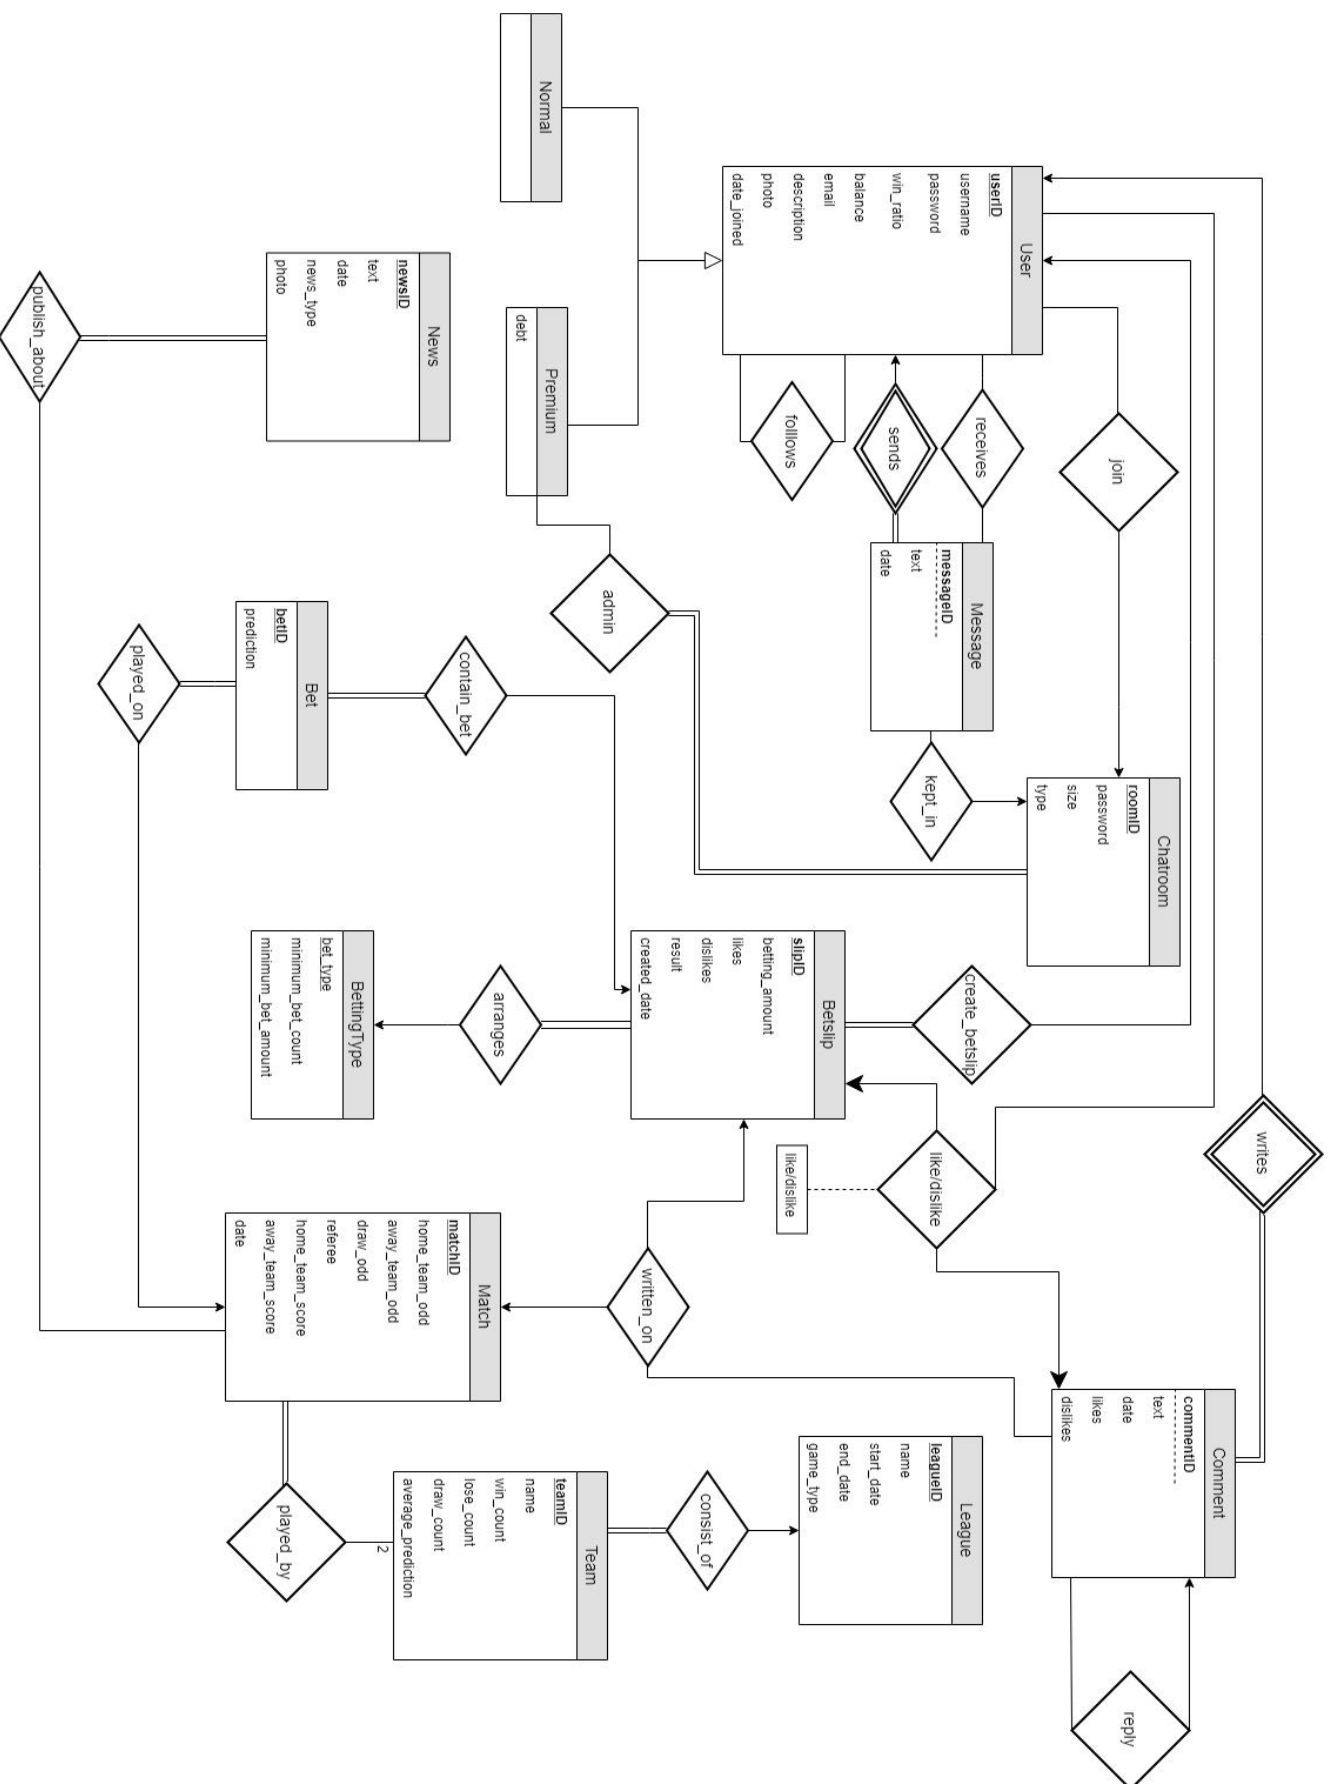 User
userID
username
password
win_ratio
balance
email
description
photo
date_joined
Normal
Premium
debt
News
newsID
text
date
news_type
photo
publish_about
folllows
sends
receives
join
Message
messageID
text
date
admin
kept_in
Chatroom
roomID
password
size
type
Bet
betID
prediction
played_on
contain_bet
Betslip
slipID
betting_amount
likes
dislikes
result
created_date
create_betslip
arranges
BettingType
bet_type
minimum_bet_count
minimum_bet_amount
like/dislike
like/dislike
writes
written_on
Match
matchID
home_team_odd
away_team_odd
draw_odd
referee
home_team_score
away_team_score
date
Comment
commentID
text
date
likes
dislikes
reply
League
leagueID
name
start_date
end_date
game_type
consist_of
Team
teamID
name
win_count
lose_count
draw_count
average_prediction
2
played_by